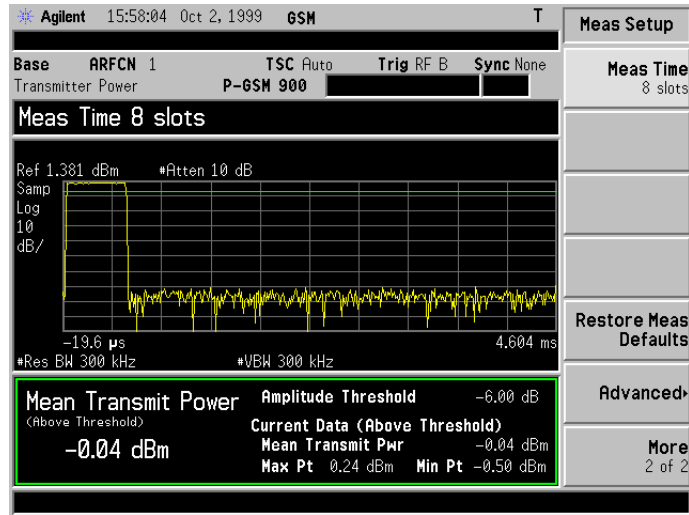 Agilent 15:58:04 Oct 2, 1999 GSM T
Meas Setup
Base ARFCN 1 TSC Auto Trig RF B Sync None
Transmitter Power P-GSM 900
Meas Time
8 slots
Meas Time 8 slots
Ref 1.381 dBm #Atten 10 dB
Samp
Log
10
dB/
-19.6 µs 4.604 ms
#Res BW 300 kHz #VBW 300 kHz
Restore Meas
Defaults
Mean Transmit Power
(Above Threshold)
-0.04 dBm
Amplitude Threshold -6.00 dB
Current Data (Above Threshold)
Mean Transmit Pwr -0.04 dBm
Max Pt 0.24 dBm Min Pt -0.50 dBm
Advanced
More
2 of 2